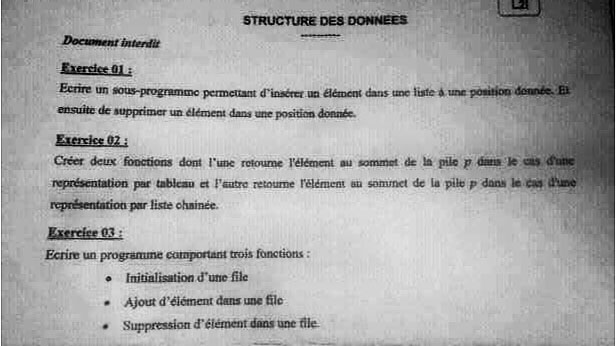 L2I
STRUCTURE DES DONNEES
Document interdit
Exercice 01 :
Ecrire un sous-programme permettant d'insérer un élément dans une liste à une position donnée. Et
ensuite de supprimer un élément dans une position donnée.
Exercice 02 :
Créer deux fonctions dont l'une retourne l'élément au sommet de la pile p dans le cas d'une
représentation par tableau et l'autre retourne l'élément au sommet de la pile p dans le cas d'une
représentation par liste chainée.
Exercice 03 :
Ecrire un programme comportant trois fonctions :
• Initialisation d'une file
• Ajout d'élément dans une file
• Suppression d'élément dans une file.